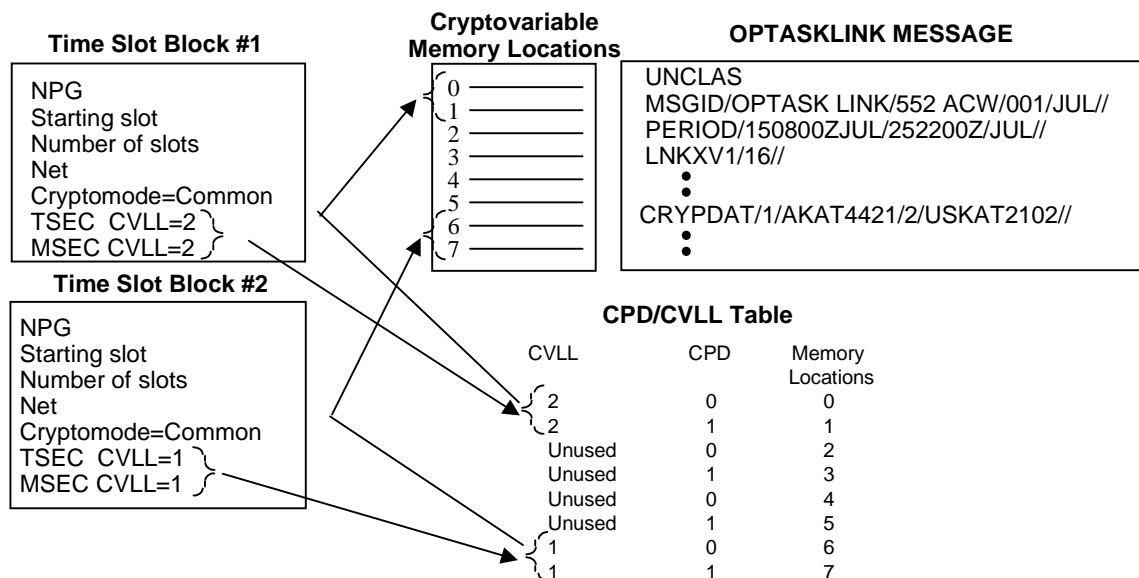 Time Slot Block #1
NPG
Starting slot
Number of slots
Net
Cryptomode=Common
TSEC CVLL=2
MSEC CVLL=2
Time Slot Block #2
NPG
Starting slot
Number of slots
Net
Cryptomode=Common
TSEC CVLL=1
MSEC CVLL=1
Cryptovariable
Memory Locations
0
1
2
3
4
5
6
7
OPTASKLINK MESSAGE
UNCLAS
MSGID/OPTASK LINK/552 ACW/001/JUL//
PERIOD/150800ZJUL/252200Z/JUL//
LNKXV1/16//
CRYPDAT/1/AKAT4421/2/USKAT2102//
CPD/CVLL Table
CVLL CPD Memory
Locations
2 0 0
2 1 1
Unused 0 2
Unused 1 3
Unused 0 4
Unused 1 5
1 0 6
1 1 7